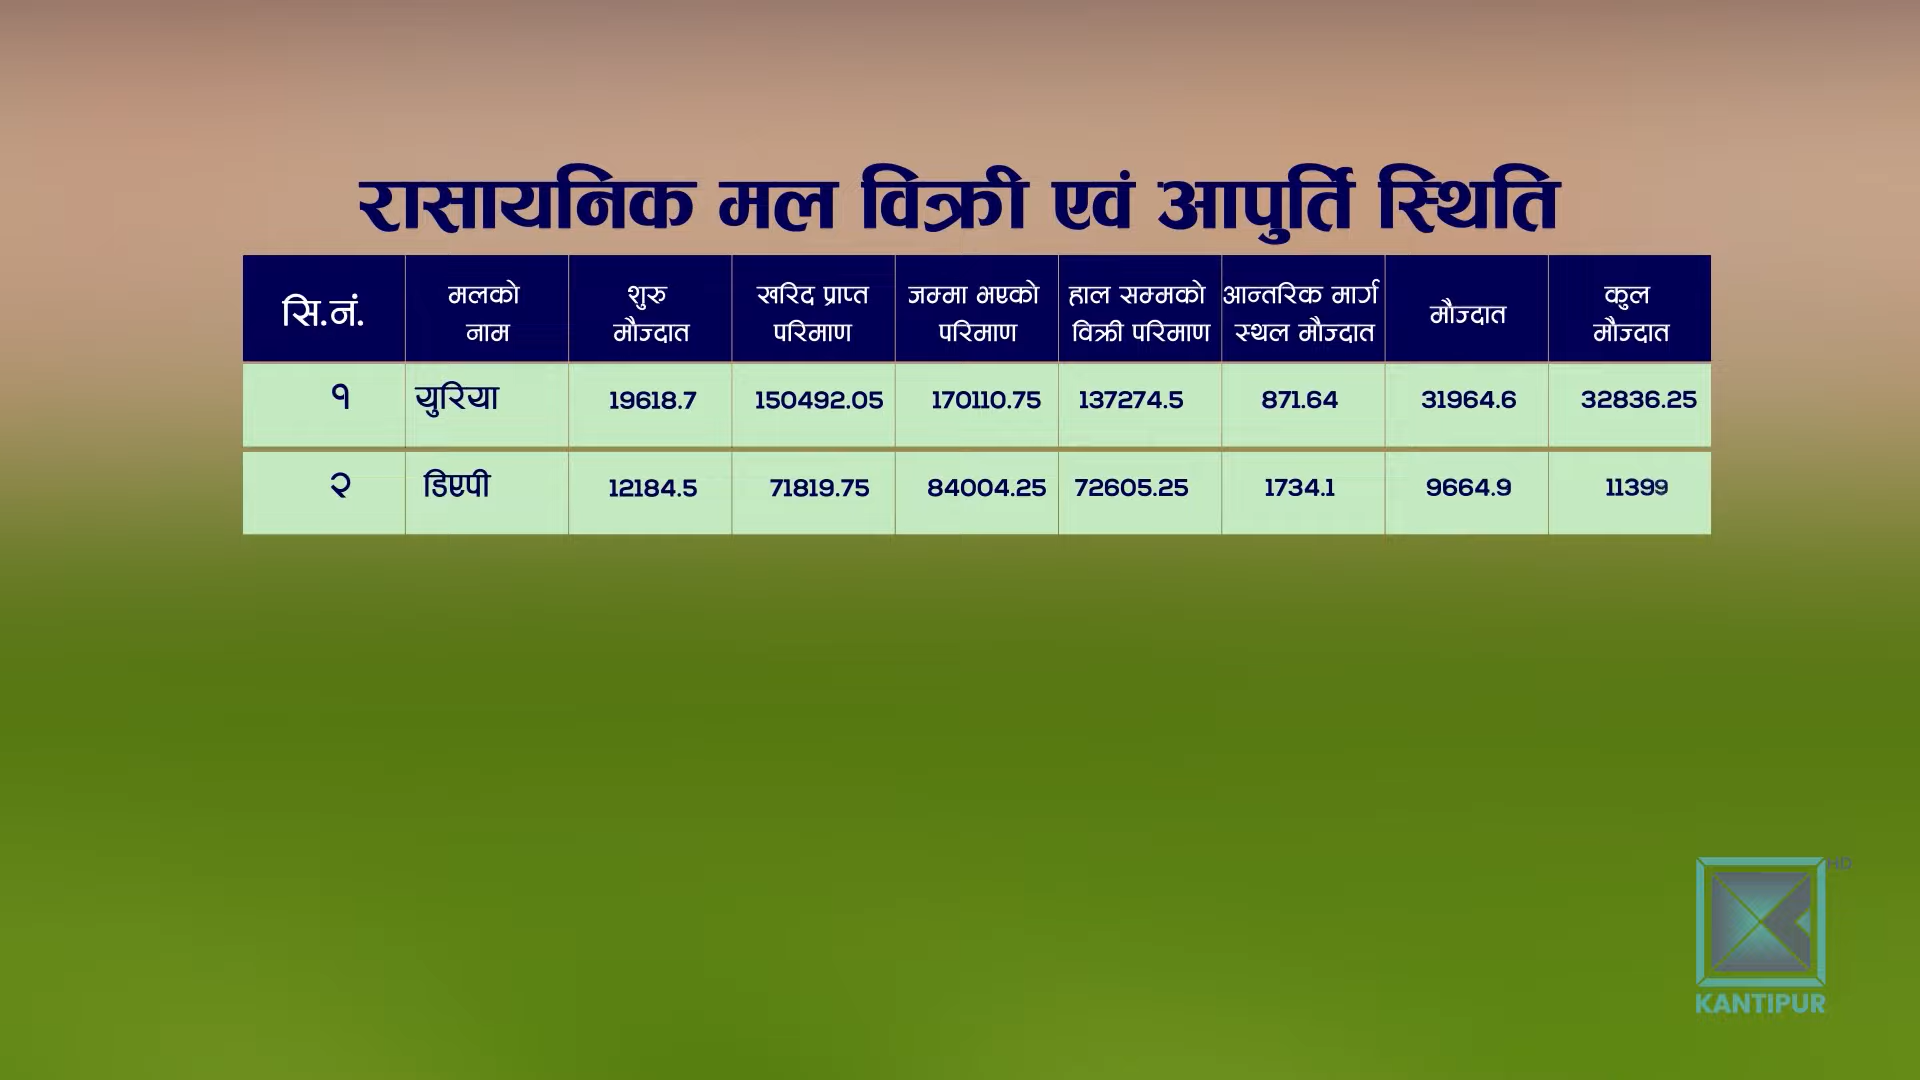 रासायनिक मल विक्री एवं आपुर्ति स्थिति
सि.नं. मलको नाम शुरु मौज्दात खरिद प्राप्त परिमाण जम्मा भएको परिमाण हाल सम्मको विक्री परिमाण आन्तरिक मार्ग स्थल मौज्दात मौज्दात कुल मौज्दात
१ युरिया 19618.7 150492.05 170110.75 137274.5 871.64 31964.6 32836.25
२ डिएपी 12184.5 71819.75 84004.25 72605.25 1734.1 9664.9 11399
HD
KANTIPUR